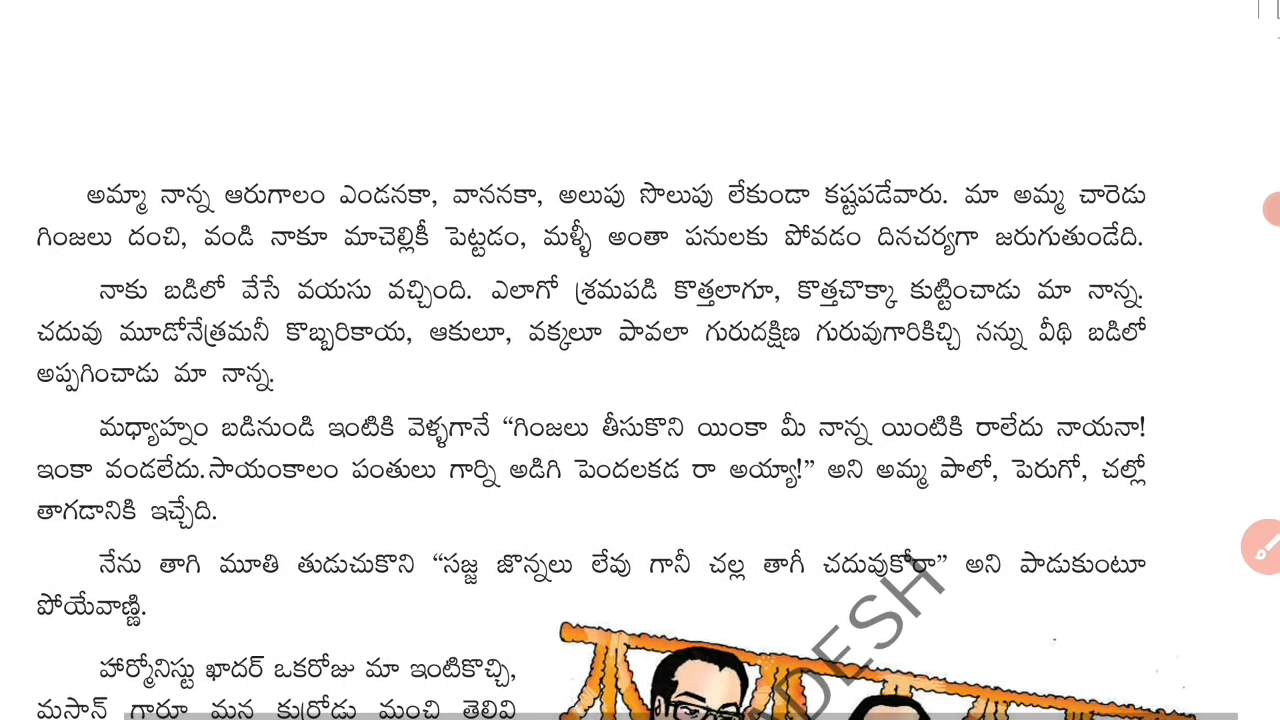 అమ్మా నాన్న ఆరుగాలం ఎండనకా, వాననకా, అలుపు సొలుపు లేకుండా కష్టపడేవారు. మా అమ్మ చారెడు
గింజలు దంచి, వండి నాకూ మాచెల్లికీ పెట్టడం, మళ్ళీ అంతా పనులకు పోవడం దినచర్యగా జరుగుతుండేది.
నాకు బడిలో వేసే వయసు వచ్చింది. ఎలాగో శ్రమపడి కొత్తలాగూ, కొత్తచొక్కా కుట్టించాడు మా నాన్న.
చదువు మూడోనేత్రమనీ కొబ్బరికాయ, ఆకులూ, వక్కలూ పావలా గురుదక్షిణ గురువుగారికిచ్చి నన్ను వీథి బడిలో
అప్పగించాడు మా నాన్న.
మధ్యాహ్నం బడినుండి ఇంటికి వెళ్ళగానే “గింజలు తీసుకొని యింకా మీ నాన్న యింటికి రాలేదు నాయనా!
ఇంకా వండలేదు. సాయంకాలం పంతులు గార్ని అడిగి పెందలకడ రా అయ్యా!” అని అమ్మ పాలో, పెరుగో, చల్లో
తాగడానికి ఇచ్చేది.
నేను తాగి మూతి తుడుచుకొని “సజ్జ జొన్నలు లేవు గానీ చల్ల తాగీ చదువుకోరా” అని పాడుకుంటూ
పోయేవాణ్ణి.
హార్మోనిస్టు ఖాదర్ ఒకరోజు మా ఇంటికొచ్చి,
మస్తాన్ గారూ మన కుర్రోడు మంచి తెలివి
ADESH